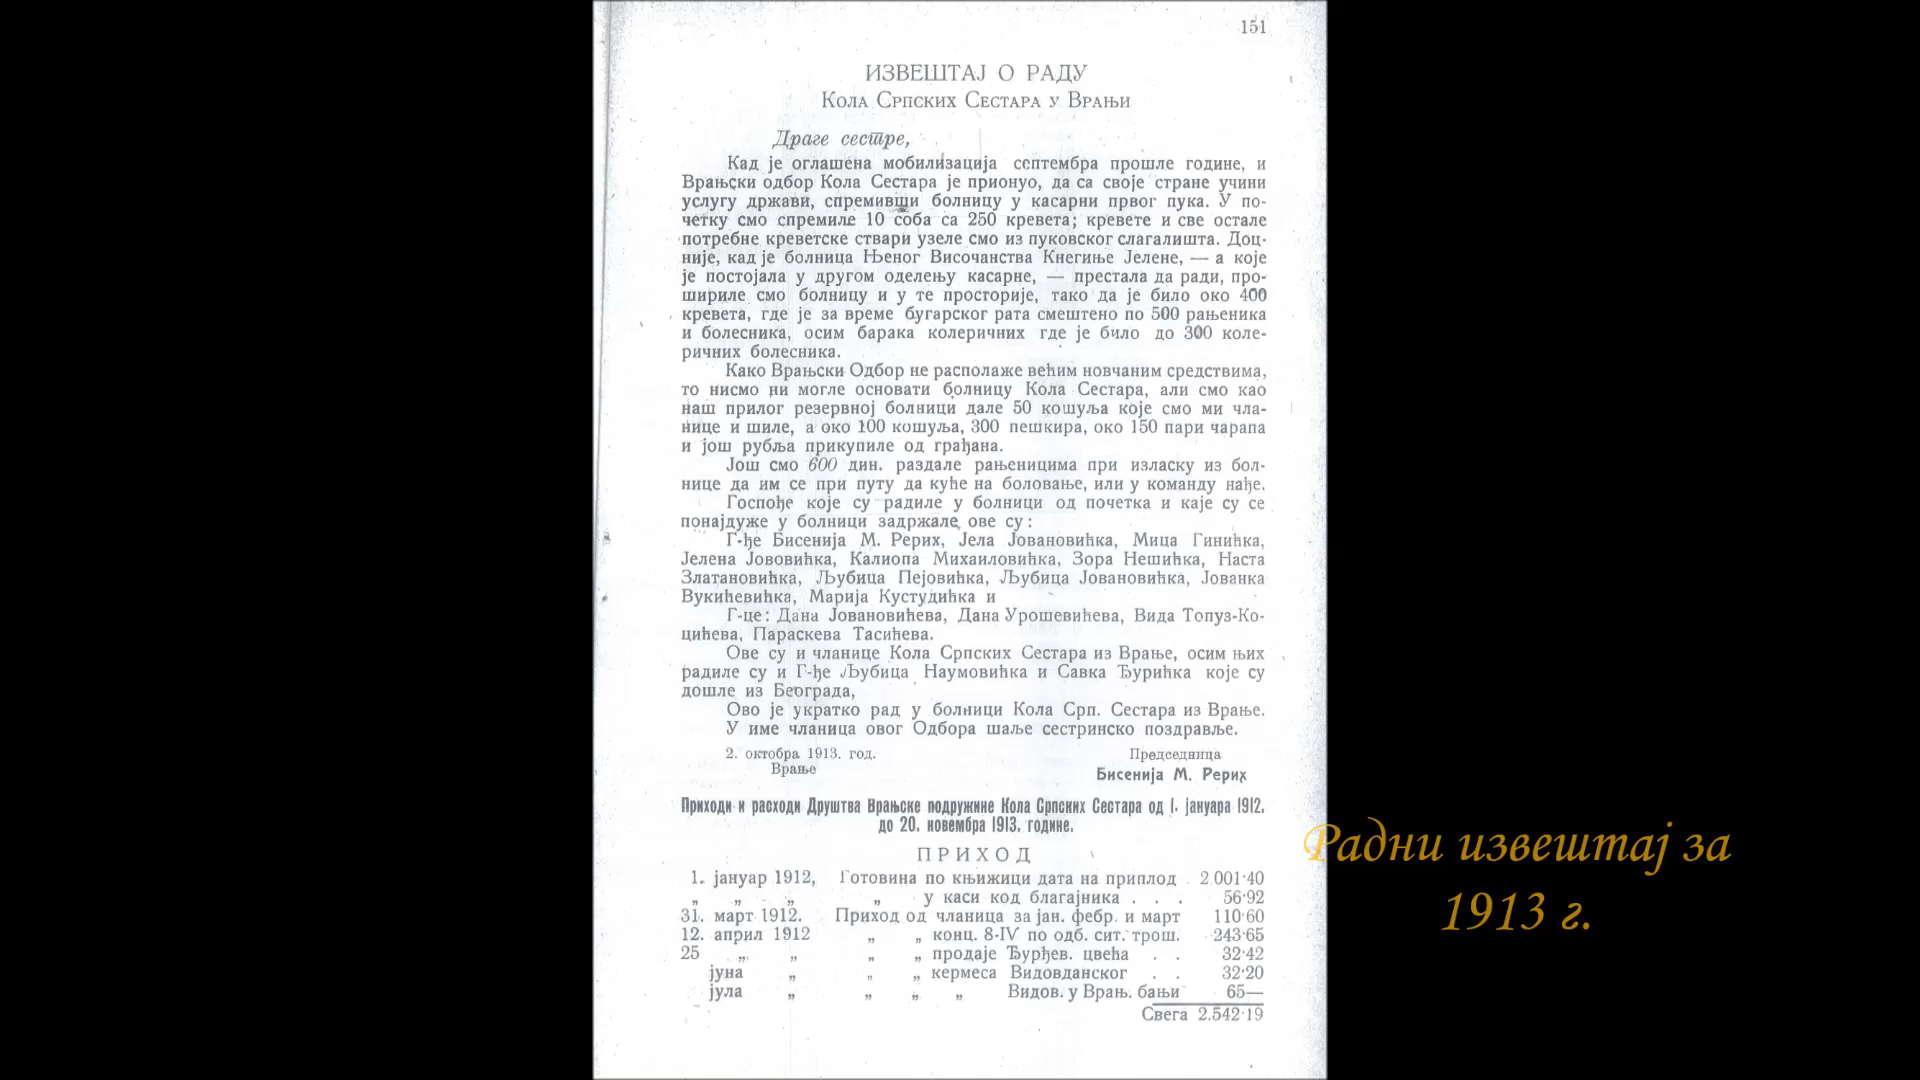 151
ИЗВЕШТАЈ О РАДУ
Кола Српских Сестара у Врањи
Драге сестре,
Кад је оглашена мобилизација септембра прошле године, и
Врањски одбор Кола Сестара је прионуо, да са своје стране учини
услугу држави, спремивши болницу у касарни првог пука. У по-
четку смо спремиле 10 соба са 250 кревета; кревете и све остале
потребне креветске ствари узеле смо из пуковског слагалишта. Доц-
није, кад је болница Њеног Височанства Кнегиње Јелене, — а које
је постојала у другом оделењу касарне, — престала да ради, про-
шириле смо болницу и у те просторије, тако да је било око 400
кревета, где је за време бугарског рата смештено по 500 рањеника
и болесника, осим барака колеричних где је било до 300 коле-
ричних болесника.
Како Врањски Одбор не располаже већим новчаним средствима,
то нисмо ни могле основати болницу Кола Сестара, али смо као
наш прилог резервној болници дале 50 кошуља које смо ми чла-
нице и шиле, а око 100 кошуља, 300 пешкира, око 150 пари чарапа
и још рубља прикупиле од грађана.
Још смо 600 дин. раздале рањеницима при изласку из бол-
нице да им се при путу да куће на боловање, или у команду нађе.
Госпође које су радиле у болници од почетка и каје су се
понајдуже у болници задржале, ове су:
Г-ђе Бисенија М. Рерих, Јела Јовановићка, Мица Гинићка,
Јелена Јововићка, Калиопа Михаиловићка, Зора Нешићка, Наста
Златановићка, Љубица Пејовићка, Љубица Јовановићка, Јованка
Вукићевићка, Марија Кустудићка и
Г-це: Дана Јовановићева, Дана Урошевићева, Вида Топуз-Ко-
цићева, Параскева Тасићева.
Ове су и чланице Кола Српских Сестара из Врање, осим њих
радиле су и Г-ђе Љубица Наумовићка и Савка Ђурићка које су
дошле из Београда,
Ово је укратко рад у болници Кола Срп. Сестара из Врање.
У име чланица овог Одбора шаље сестринско поздравље.
2. октобра 1913. год. Председница
Врање Бисенија М. Рерих
Приходи и расходи Друштва Врањске подружине Кола Српских Сестара од 1. јануара 1912.
до 20. новембра 1913. године.
ПРИХОД
1. јануар 1912, Готовина по књижици дата на приплод 2 001·40
„ „ „ „ у каси код благајника . . . 56·92
31. март 1912. Приход од чланица за јан. фебр. и март 110·60
12. април 1912 „ „ конц. 8-IV по одб. сит. трош. 243·65
25 „ „ „ „ продаје Ђурђев. цвећа . . 32·42
јуна „ „ „ кермеса Видовданског . . 32·20
јула „ „ „ „ Видов. у Врањ. бањи 65—
Свега 2.542·19
Радни извештај за
1913 г.